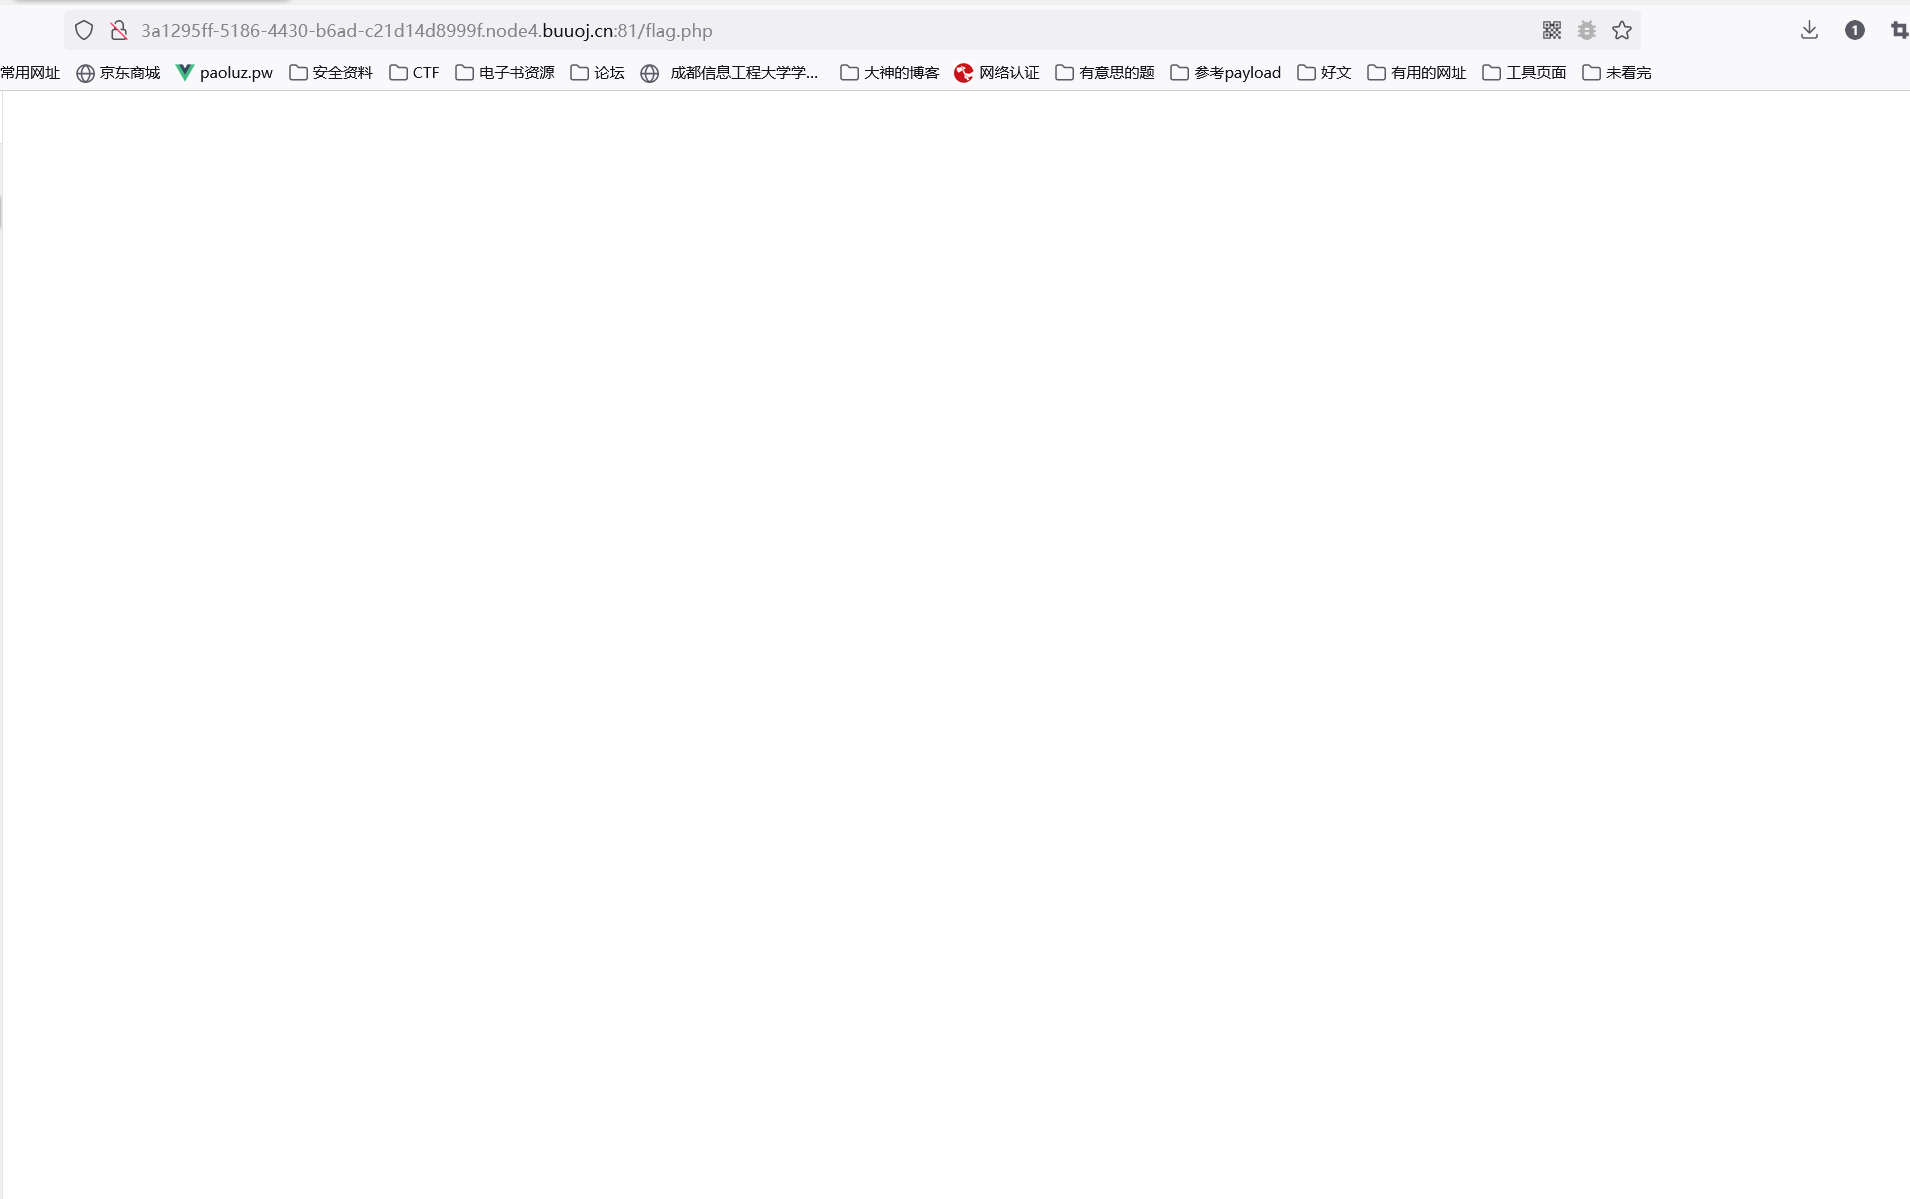 3a1295ff-5186-4430-b6ad-c21d14d8999f.node4.buuoj.cn:81/flag.php
1
常用网址 京东商城 paoluz.pw 安全资料 CTF 电子书资源 论坛 成都信息工程大学学... 大神的博客 网络认证 有意思的题 参考payload 好文 有用的网址 工具页面 未看完